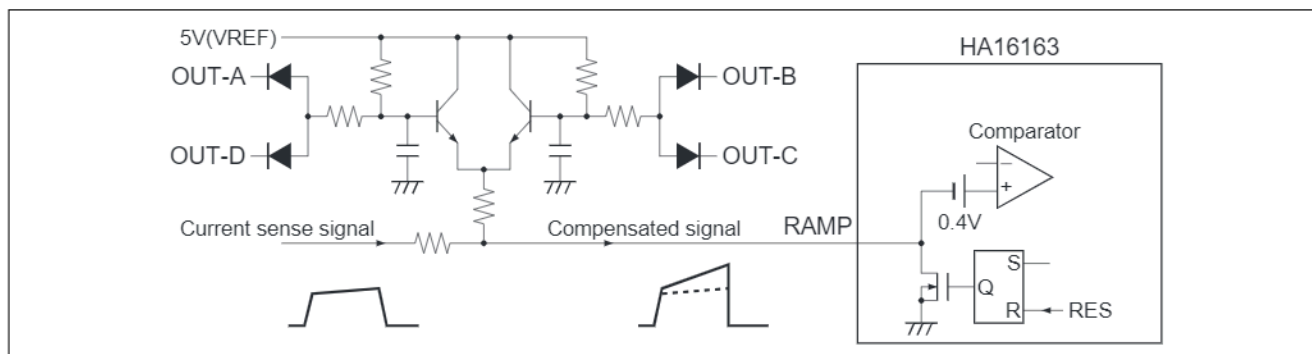 5V(VREF)
HA16163
OUT-A
OUT-B
Comparator
OUT-D
OUT-C
−
+
0.4V
Current sense signal
Compensated signal
RAMP
S
Q
R
RES